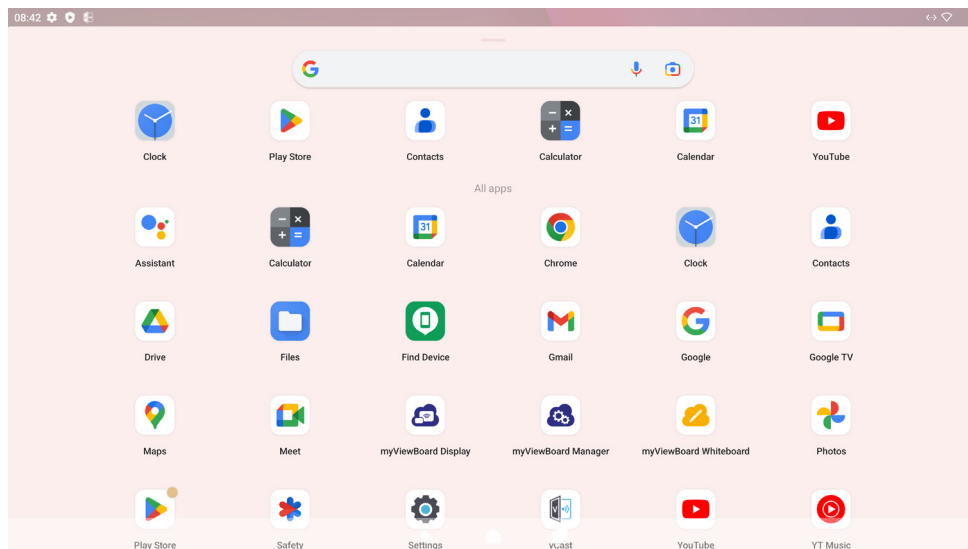 08:42
Clock Play Store Contacts Calculator Calendar YouTube
All apps
Assistant Calculator Calendar Chrome Clock Contacts
Drive Files Find Device Gmail Google Google TV
Maps Meet myViewBoard Display myViewBoard Manager myViewBoard Whiteboard Photos
Play Store Safety Settings vCast YouTube YT Music